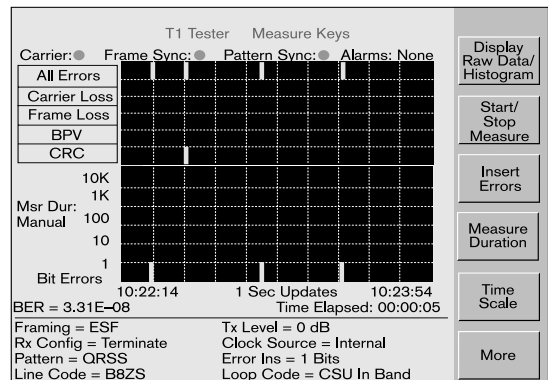 T1 Tester Measure Keys
Carrier: Frame Sync: Pattern Sync: Alarms: None
All Errors
Carrier Loss
Frame Loss
BPV
CRC
10K
1K
Msr Dur:
Manual
100
10
1
Bit Errors
10:22:14 1 Sec Updates 10:23:54
BER = 3.31E–08 Time Elapsed: 00:00:05
Framing = ESF Tx Level = 0 dB
Rx Config = Terminate Clock Source = Internal
Pattern = QRSS Error Ins = 1 Bits
Line Code = B8ZS Loop Code = CSU In Band
Display
Raw Data/
Histogram
Start/
Stop
Measure
Insert
Errors
Measure
Duration
Time
Scale
More